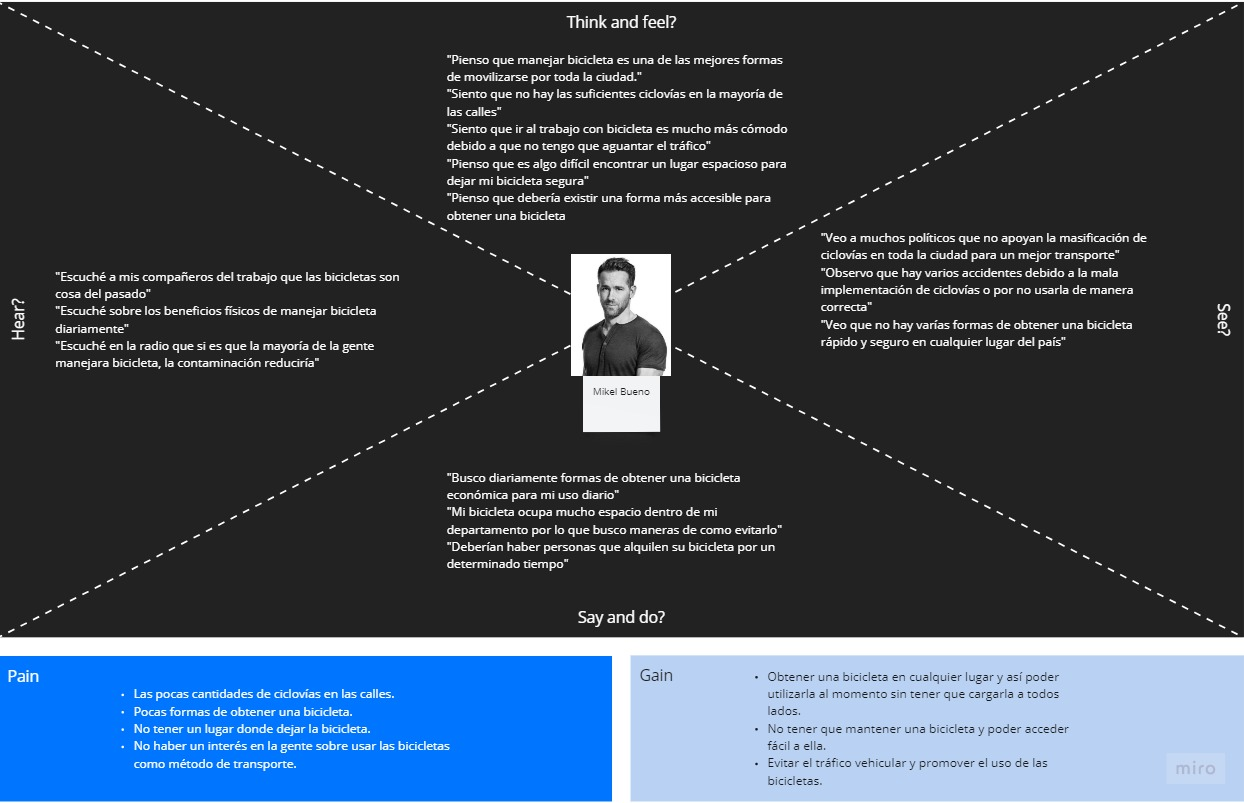 Think and feel?
"Pienso que manejar bicicleta es una de las mejores formas
de movilizarse por toda la ciudad."
"Siento que no hay las suficientes ciclovías en la mayoría de
las calles"
"Siento que ir al trabajo con bicicleta es mucho más cómodo
debido a que no tengo que aguantar el tráfico"
"Pienso que es algo difícil encontrar un lugar espacioso para
dejar mi bicicleta segura"
"Pienso que debería existir una forma más accesible para
obtener una bicicleta
Hear?
"Escuché a mis compañeros del trabajo que las bicicletas son
cosa del pasado"
"Escuché sobre los beneficios físicos de manejar bicicleta
diariamente"
"Escuché en la radio que si es que la mayoría de la gente
manejara bicicleta, la contaminación reduciría"
Mikel Bueno
"Veo a muchos políticos que no apoyan la masificación de
ciclovías en toda la ciudad para un mejor transporte"
"Observo que hay varios accidentes debido a la mala
implementación de ciclovías o por no usarla de manera
correcta"
"Veo que no hay varías formas de obtener una bicicleta
rápido y seguro en cualquier lugar del país"
See?
"Busco diariamente formas de obtener una bicicleta
económica para mi uso diario"
"Mi bicicleta ocupa mucho espacio dentro de mi
departamento por lo que busco maneras de como evitarlo"
"Deberían haber personas que alquilen su bicicleta por un
determinado tiempo"
Say and do?
Pain
• Las pocas cantidades de ciclovías en las calles.
• Pocas formas de obtener una bicicleta.
• No tener un lugar donde dejar la bicicleta.
• No haber un interés en la gente sobre usar las bicicletas
como método de transporte.
Gain
• Obtener una bicicleta en cualquier lugar y así poder
utilizarla al momento sin tener que cargarla a todos
lados.
• No tener que mantener una bicicleta y poder acceder
fácil a ella.
• Evitar el tráfico vehicular y promover el uso de las
bicicletas.
miro